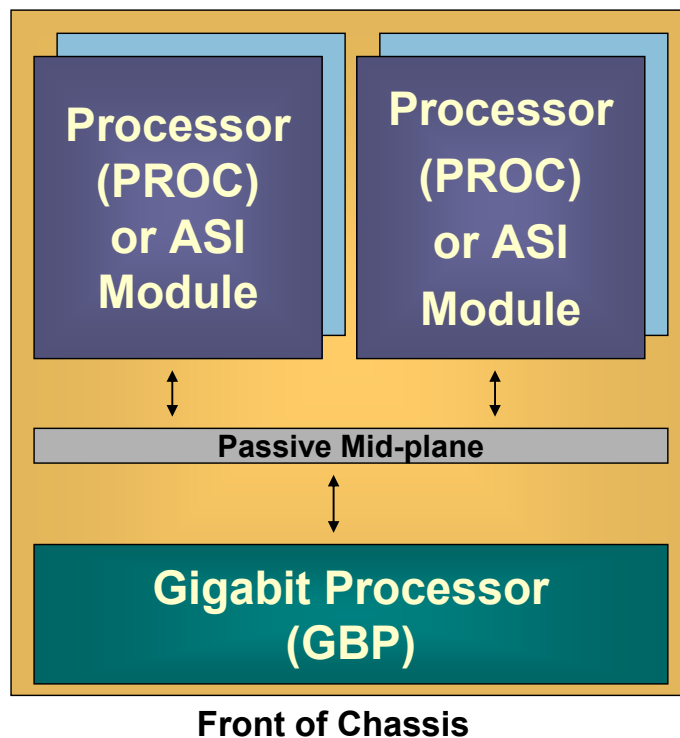 Processor
(PROC)
or ASI
Module
Processor
(PROC)
or ASI
Module
Passive Mid-plane
Gigabit Processor
(GBP)
Front of Chassis